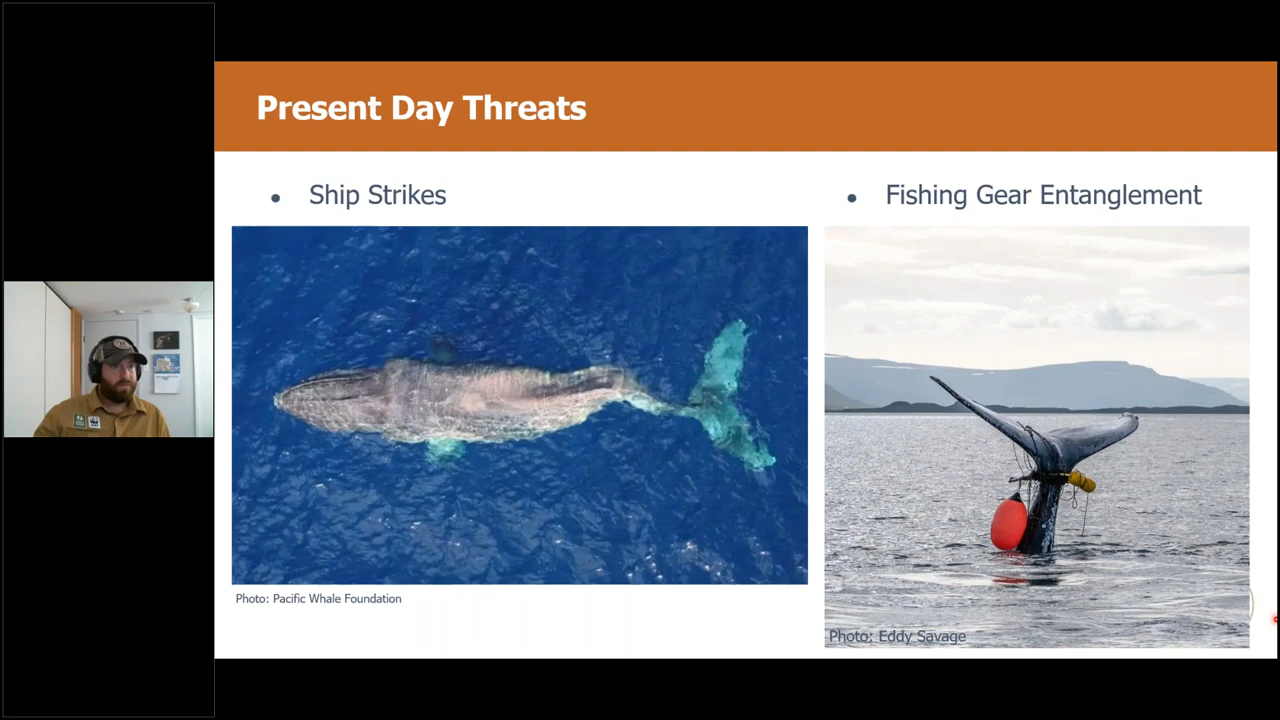 Present Day Threats
• Ship Strikes
• Fishing Gear Entanglement
Photo: Pacific Whale Foundation
Photo: Eddy Savage